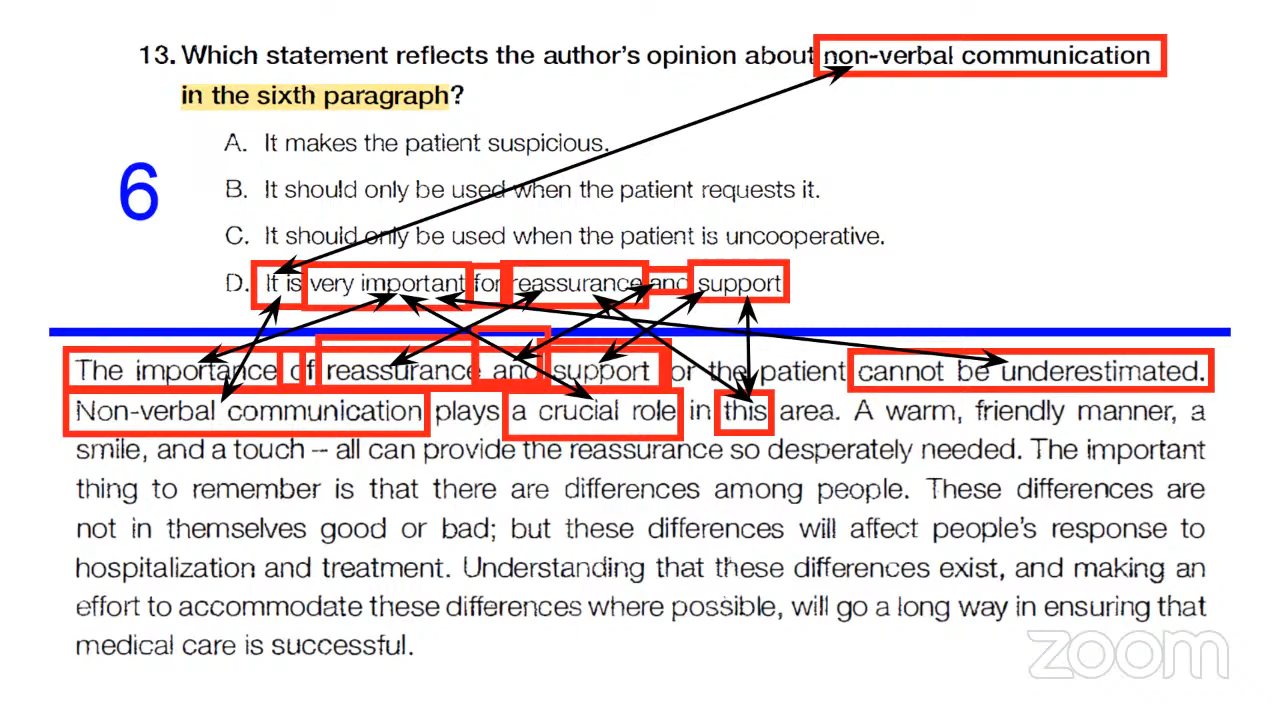 13. Which statement reflects the author's opinion about non-verbal communication
in the sixth paragraph?
A. It makes the patient suspicious.
6
B. It should only be used when the patient requests it.
C. It should only be used when the patient is uncooperative.
D. It is very important for reassurance and support
The importance of reassurance and support for the patient cannot be underestimated.
Non-verbal communication plays a crucial role in this area. A warm, friendly manner, a
smile, and a touch – all can provide the reassurance so desperately needed. The important
thing to remember is that there are differences among people. These differences are
not in themselves good or bad; but these differences will affect people's response to
hospitalization and treatment. Understanding that these differences exist, and making an
effort to accommodate these differences where possible, will go a long way in ensuring that
medical care is successful.
zoom